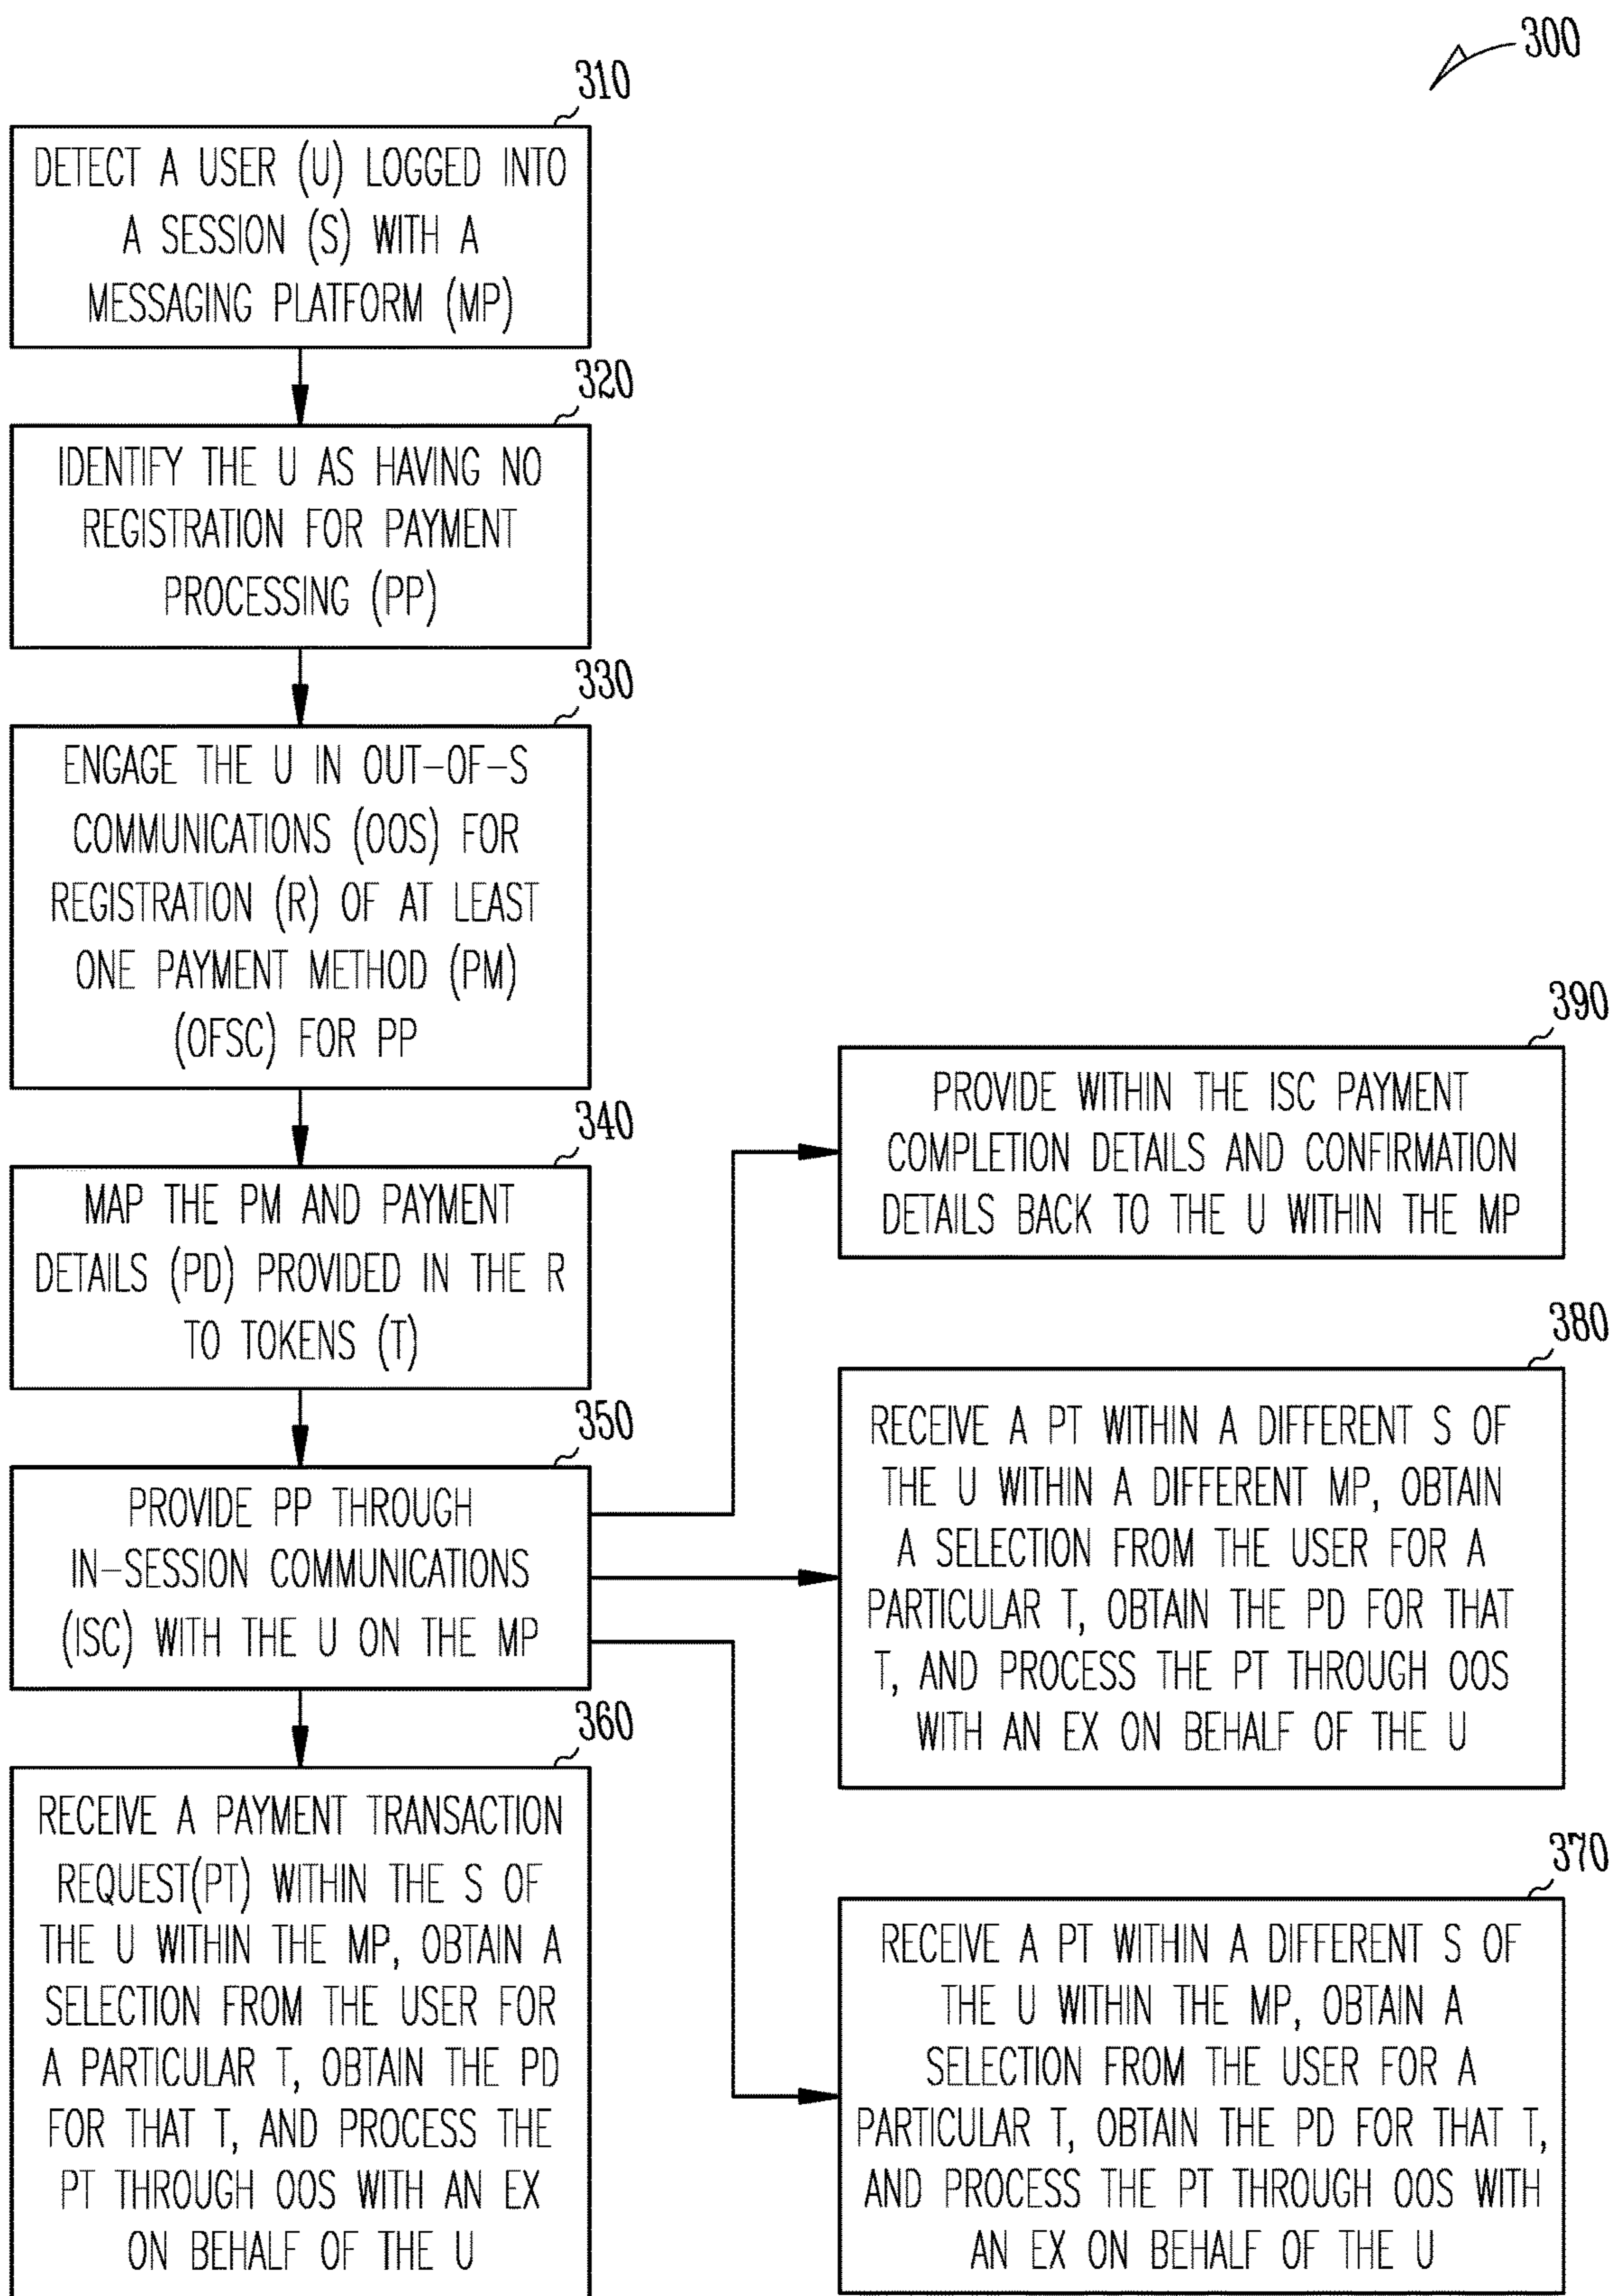 300
310
DETECT A USER (U) LOGGED INTO
A SESSION (S) WITH A
MESSAGING PLATFORM (MP)
320
IDENTIFY THE U AS HAVING NO
REGISTRATION FOR PAYMENT
PROCESSING (PP)
330
ENGAGE THE U IN OUT-OF-S
COMMUNICATIONS (OOS) FOR
REGISTRATION (R) OF AT LEAST
ONE PAYMENT METHOD (PM)
(OFSC) FOR PP
340
MAP THE PM AND PAYMENT
DETAILS (PD) PROVIDED IN THE R
TO TOKENS (T)
350
PROVIDE PP THROUGH
IN-SESSION COMMUNICATIONS
(ISC) WITH THE U ON THE MP
360
RECEIVE A PAYMENT TRANSACTION
REQUEST(PT) WITHIN THE S OF
THE U WITHIN THE MP, OBTAIN A
SELECTION FROM THE USER FOR
A PARTICULAR T, OBTAIN THE PD
FOR THAT T, AND PROCESS THE
PT THROUGH OOS WITH AN EX
ON BEHALF OF THE U
390
PROVIDE WITHIN THE ISC PAYMENT
COMPLETION DETAILS AND CONFIRMATION
DETAILS BACK TO THE U WITHIN THE MP
380
RECEIVE A PT WITHIN A DIFFERENT S OF
THE U WITHIN A DIFFERENT MP, OBTAIN
A SELECTION FROM THE USER FOR A
PARTICULAR T, OBTAIN THE PD FOR THAT
T, AND PROCESS THE PT THROUGH OOS
WITH AN EX ON BEHALF OF THE U
370
RECEIVE A PT WITHIN A DIFFERENT S OF
THE U WITHIN THE MP, OBTAIN A
SELECTION FROM THE USER FOR A
PARTICULAR T, OBTAIN THE PD FOR THAT T,
AND PROCESS THE PT THROUGH OOS WITH
AN EX ON BEHALF OF THE U